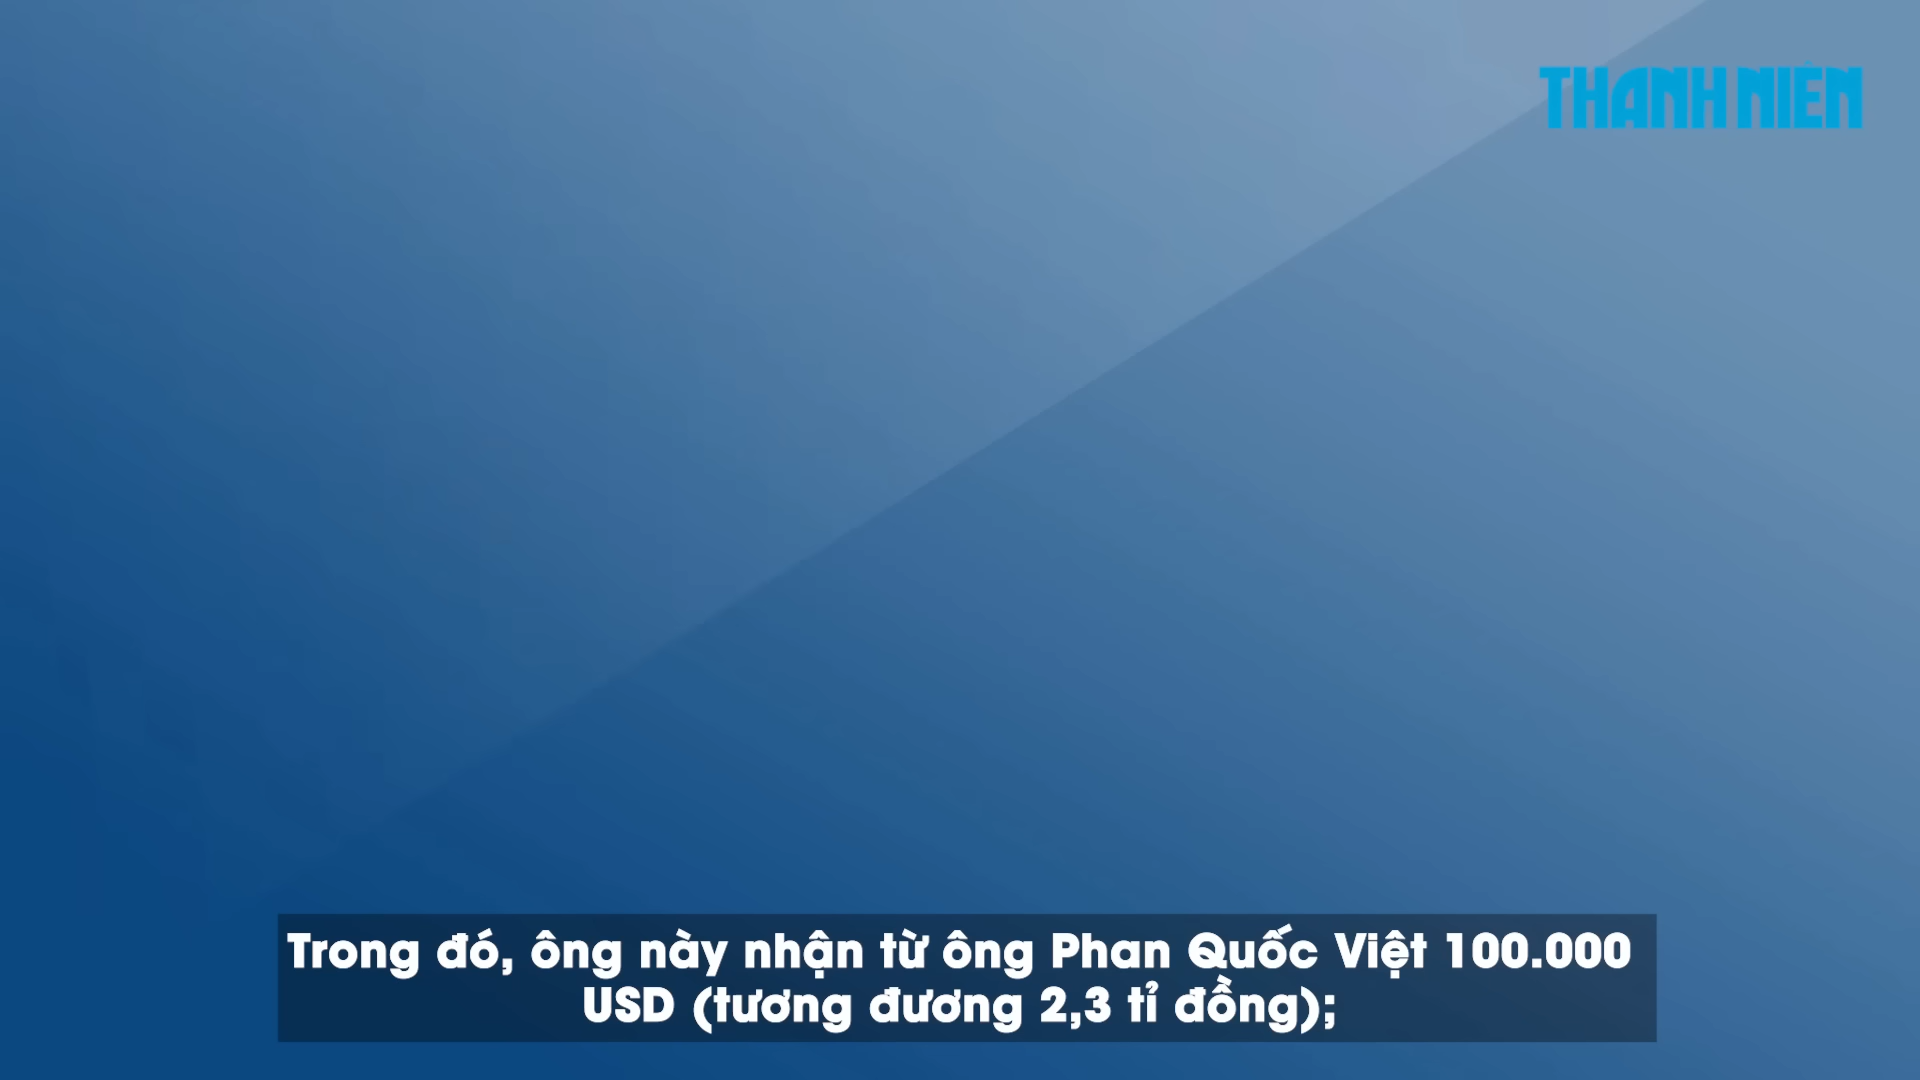 THANH NIÊN
Trong đó, ông này nhận từ ông Phan Quốc Việt 100.000
USD (tương đương 2,3 tỉ đồng);